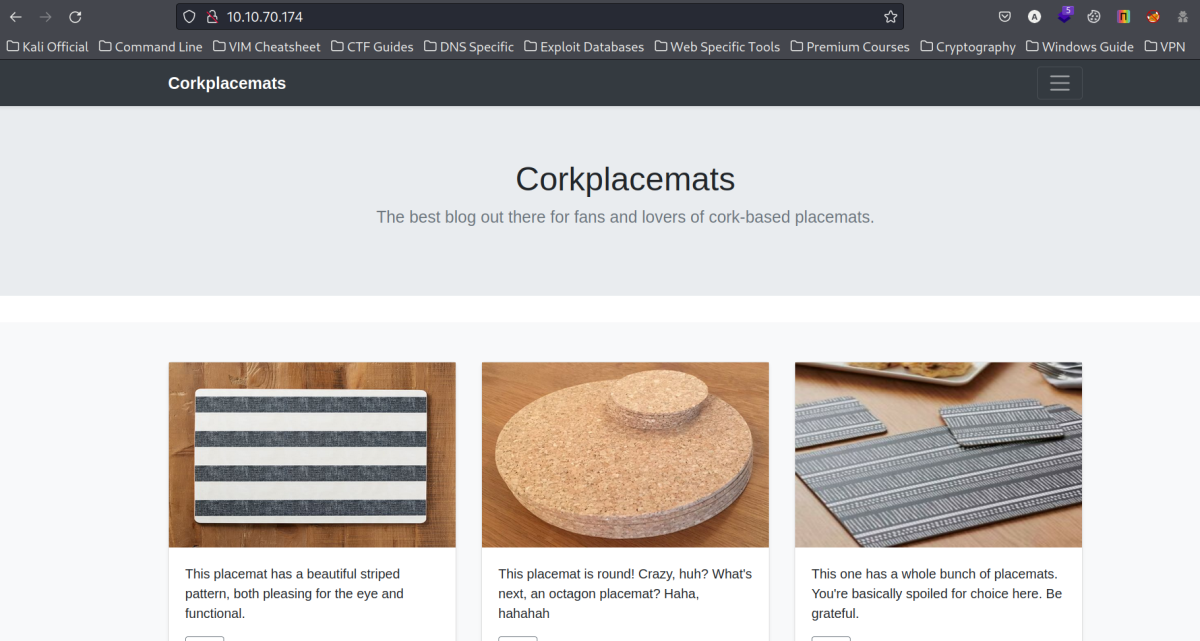 10.10.70.174
5
Kali Official Command Line VIM Cheatsheet CTF Guides DNS Specific Exploit Databases Web Specific Tools Premium Courses Cryptography Windows Guide VPN
Corkplacemats
Corkplacemats
The best blog out there for fans and lovers of cork-based placemats.
This placemat has a beautiful striped
pattern, both pleasing for the eye and
functional.
This placemat is round! Crazy, huh? What's
next, an octagon placemat? Haha,
hahahah
This one has a whole bunch of placemats.
You're basically spoiled for choice here. Be
grateful.